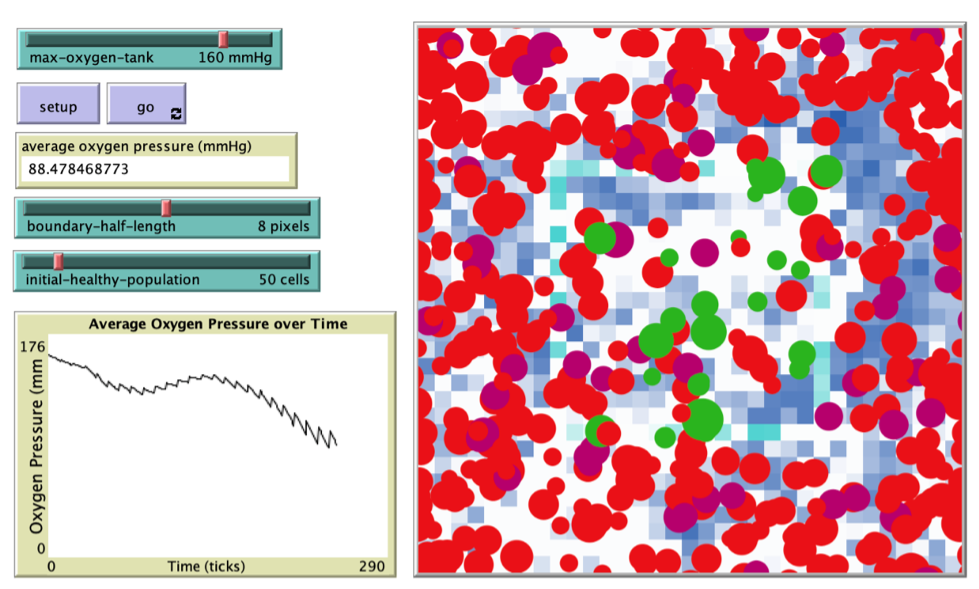 max-oxygen-tank 160 mmHg
setup go
average oxygen pressure (mmHg)
88.478468773
boundary-half-length 8 pixels
initial-healthy-population 50 cells
Average Oxygen Pressure over Time
176
Oxygen Pressure (mm
0
0 Time (ticks) 290